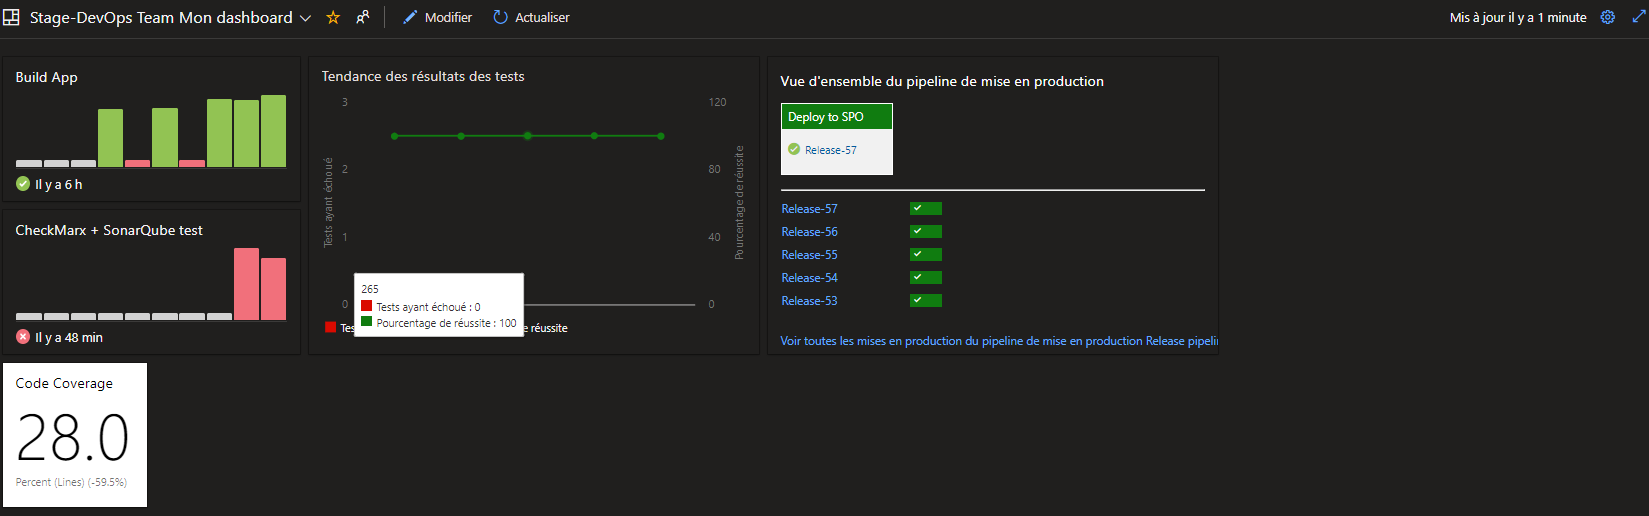 Stage-DevOps Team Mon dashboard
Modifier
Actualiser
Mis à jour il y a 1 minute
Build App
Il y a 6 h
CheckMarx + SonarQube test
Il y a 48 min
Code Coverage
28.0
Percent (Lines) (-59.5%)
Tendance des résultats des tests
3
2
1
0
Tests ayant échoué
120
80
40
0
Pourcentage de réussite
265
Tests ayant échoué : 0
Pourcentage de réussite : 100
Tes
de réussite
Vue d'ensemble du pipeline de mise en production
Deploy to SPO
Release-57
Release-57
Release-56
Release-55
Release-54
Release-53
Voir toutes les mises en production du pipeline de mise en production Release pipelin